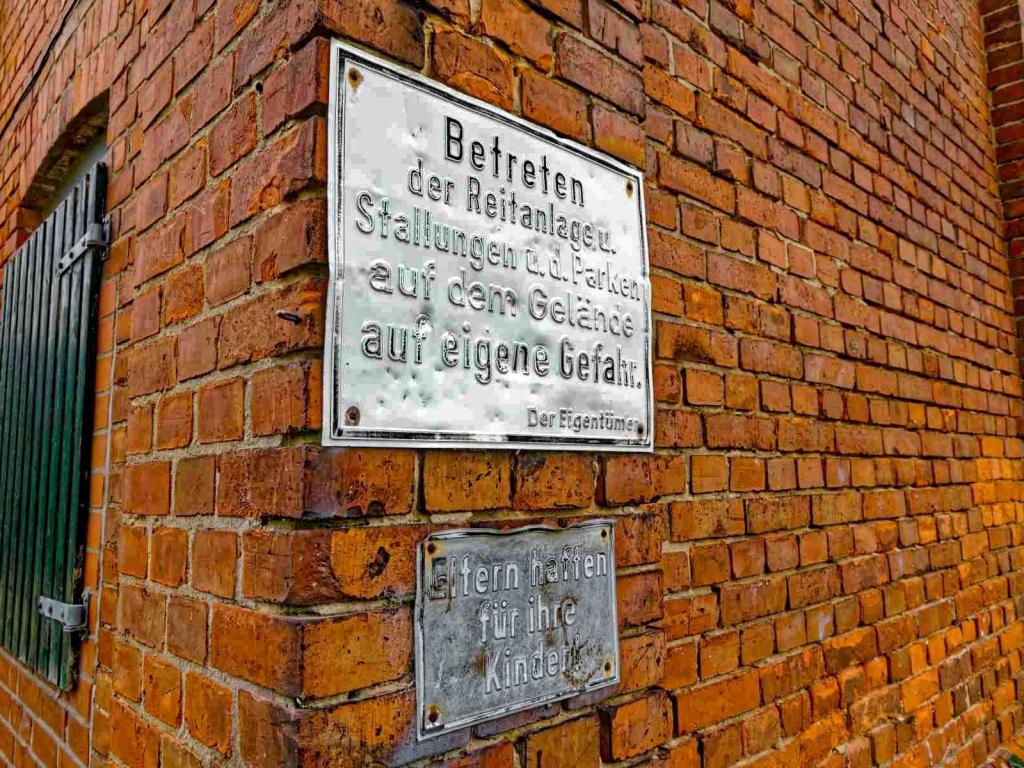 Betreten
der Reitanlage u.
Stallungen u. d. Parken
auf dem Gelände
auf eigene Gefahr.
Der Eigentümer
Eltern haften
für ihre
Kinder